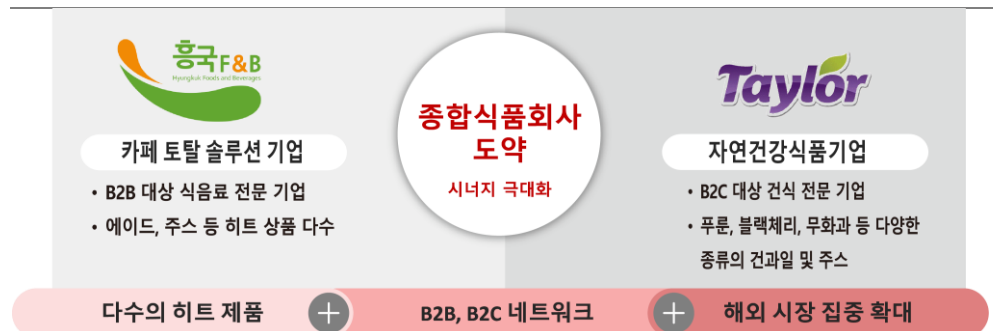 흥국F&B
Hyungkuk Foods and Beverages
카페 토탈 솔루션 기업
• B2B 대상 식음료 전문 기업
• 에이드, 주스 등 히트 상품 다수
종합식품회사
도약
시너지 극대화
Taylor
자연건강식품기업
• B2C 대상 건식 전문 기업
• 푸룬, 블랙체리, 무화과 등 다양한
종류의 건과일 및 주스
다수의 히트 제품 + B2B, B2C 네트워크 + 해외 시장 집중 확대